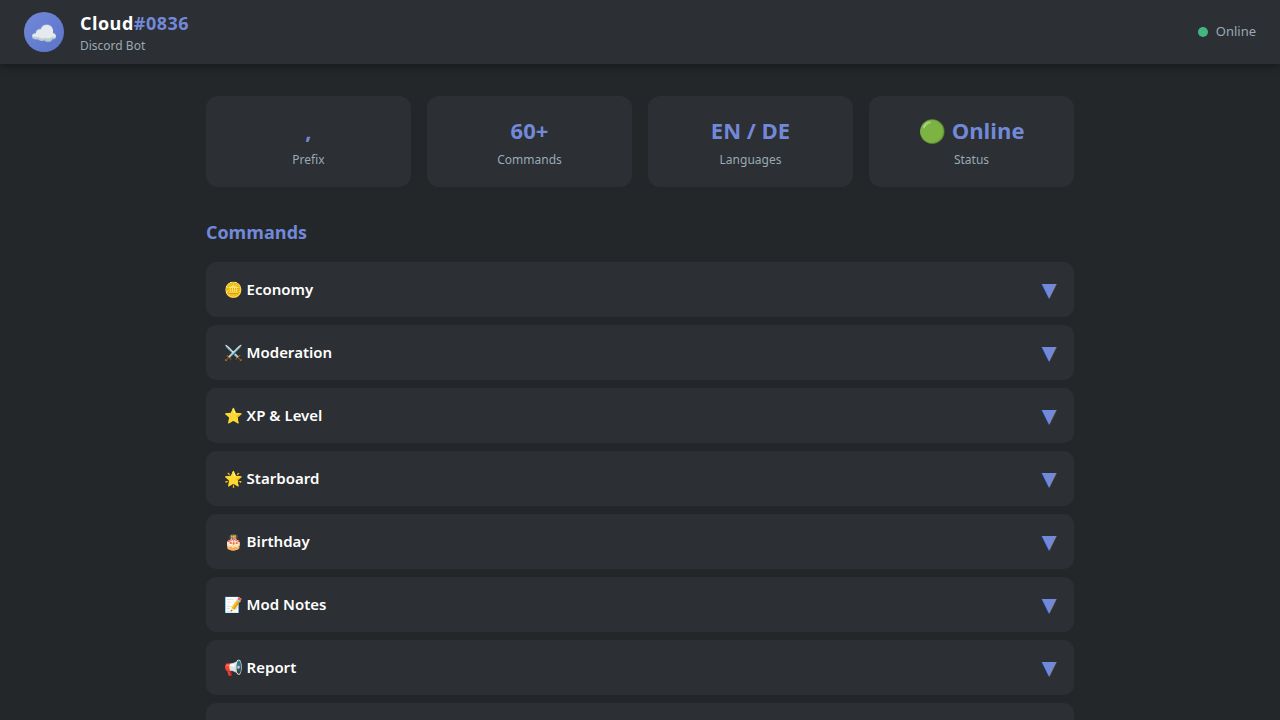 Cloud#0836
Discord Bot
Online
,
Prefix
60+
Commands
EN / DE
Languages
🟢 Online
Status
Commands
🪙 Economy ▼
⚔️ Moderation ▼
⭐ XP & Level ▼
🌟 Starboard ▼
🎂 Birthday ▼
📝 Mod Notes ▼
📢 Report ▼